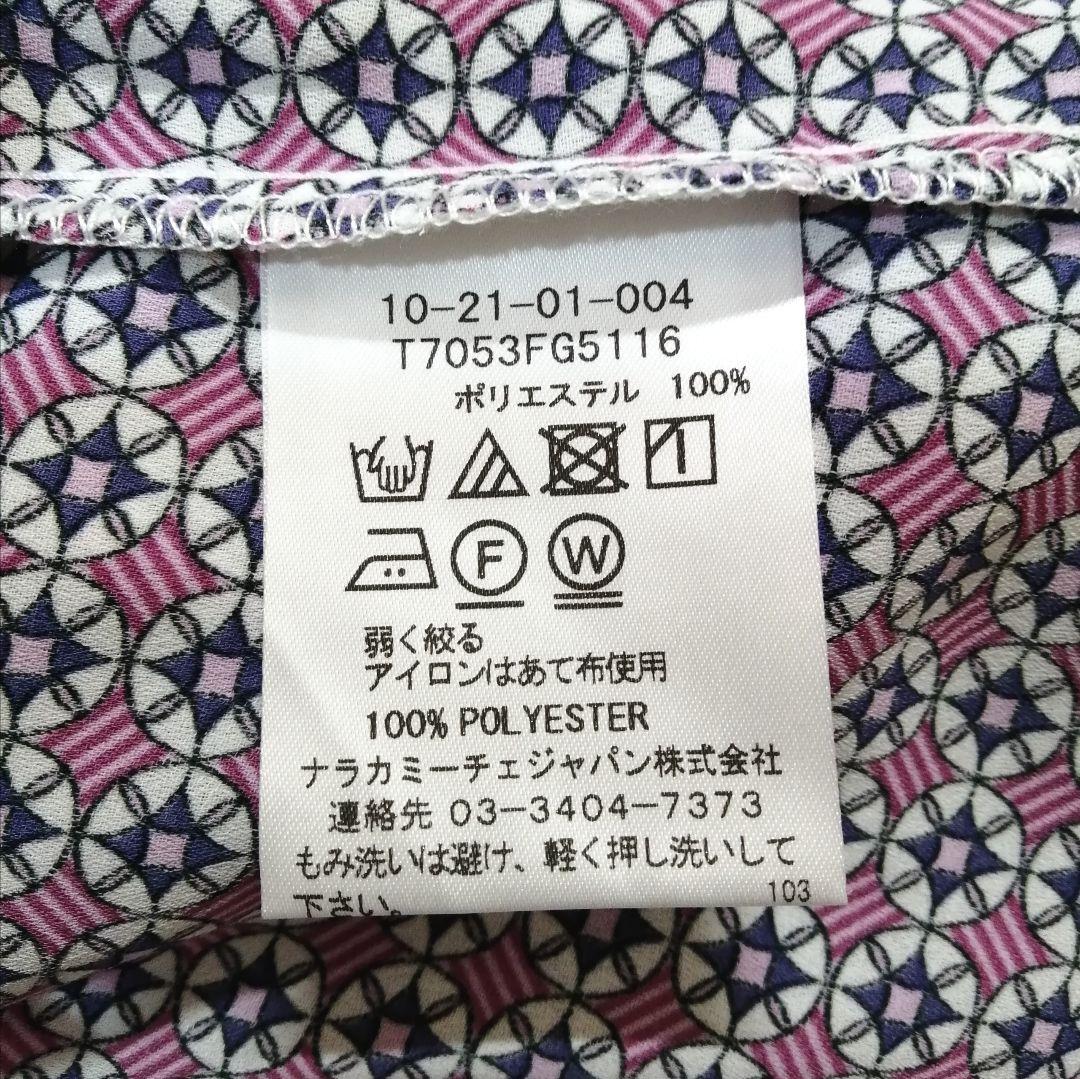 10-21-01-004
T7053FG5116
ポリエステル 100%
F W
弱く絞る
アイロンはあて布使用
100% POLYESTER
ナラカミーチェジャパン株式会社
連絡先 03-3404-7373
もみ洗いは避け、軽く押し洗いして
下さい。
103